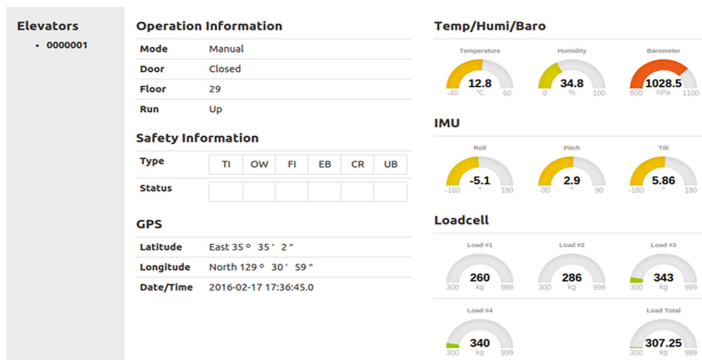 Elevators
• 0000001
Operation Information
Mode Manual
Door Closed
Floor 29
Run Up
Safety Information
Type TI OW FI EB CR UB
Status
GPS
Latitude East 35 º 35 ' 2 "
Longitude North 129 º 30 ' 59 "
Date/Time 2016-02-17 17:36:45.0
Temp/Humi/Baro
Temperature Humidity Barometer
12.8 34.8 1028.5
-40 °C 60 0 % 100 800 hPa 1100
IMU
Roll Pitch Tilt
-5.1 2.9 5.86
-180 ° 180 -90 ° 90 -180 ° 180
Loadcell
Load #1 Load #2 Load #3
260 286 343
300 kg 999 300 kg 999 300 kg 999
Load #4 Load Total
340 307.25
300 kg 999 300 kg 999